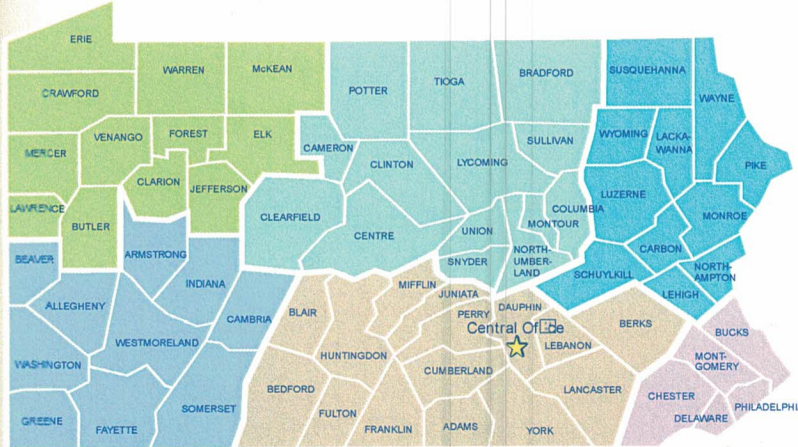 ERIE
CRAWFORD
WARREN
McKEAN
POTTER
TIOGA
BRADFORD
SUSQUEHANNA
WAYNE
MERCER
VENANGO
FOREST
ELK
CAMERON
CLINTON
LYCOMING
SULLIVAN
WYOMING
LACKA-
WANNA
PIKE
LAWRENCE
BUTLER
CLARION
JEFFERSON
CLEARFIELD
CENTRE
UNION
MONTOUR
COLUMBIA
LUZERNE
MONROE
BEAVER
ARMSTRONG
INDIANA
SNYDER
NORTH-
UMBER-
LAND
SCHUYLKILL
CARBON
NORTH-
AMPTON
LEHIGH
ALLEGHENY
WESTMORELAND
CAMBRIA
BLAIR
MIFFLIN
JUNIATA
PERRY
DAUPHIN
Central Office
LEBANON
BERKS
BUCKS
WASHINGTON
HUNTINGDON
CUMBERLAND
MONT-
GOMERY
GREENE
FAYETTE
SOMERSET
BEDFORD
FULTON
FRANKLIN
ADAMS
YORK
LANCASTER
CHESTER
DELAWARE
PHILADELPHI